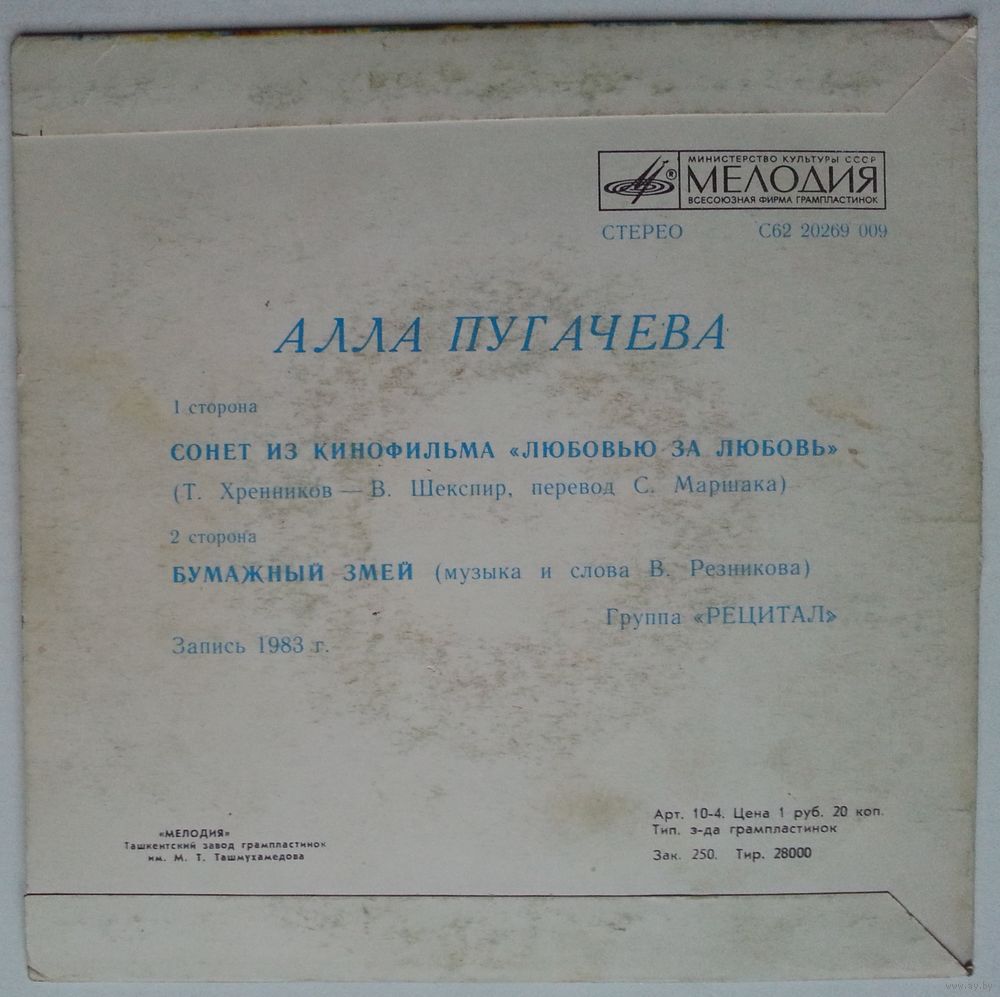 МИНИСТЕРСТВО КУЛЬТУРЫ СССР
® МЕЛОДИЯ
ВСЕСОЮЗНАЯ ФИРМА ГРАМПЛАСТИНОК
СТЕРЕО С62 20269 009
АЛЛА ПУГАЧЕВА
1 сторона
СОНЕТ ИЗ КИНОФИЛЬМА «ЛЮБОВЬЮ ЗА ЛЮБОВЬ»
(Т. Хренников — В. Шекспир, перевод С. Маршака)
2 сторона
БУМАЖНЫЙ ЗМЕЙ (музыка и слова В. Резникова)
Группа «РЕЦИТАЛ»
Запись 1983 г.
«МЕЛОДИЯ»
Ташкентский завод грампластинок
им. М. Т. Ташмухамедова
Арт. 10-4. Цена 1 руб. 20 коп.
Тип. з-да грампластинок
Зак. 250. Тир. 28000
www.ay.by